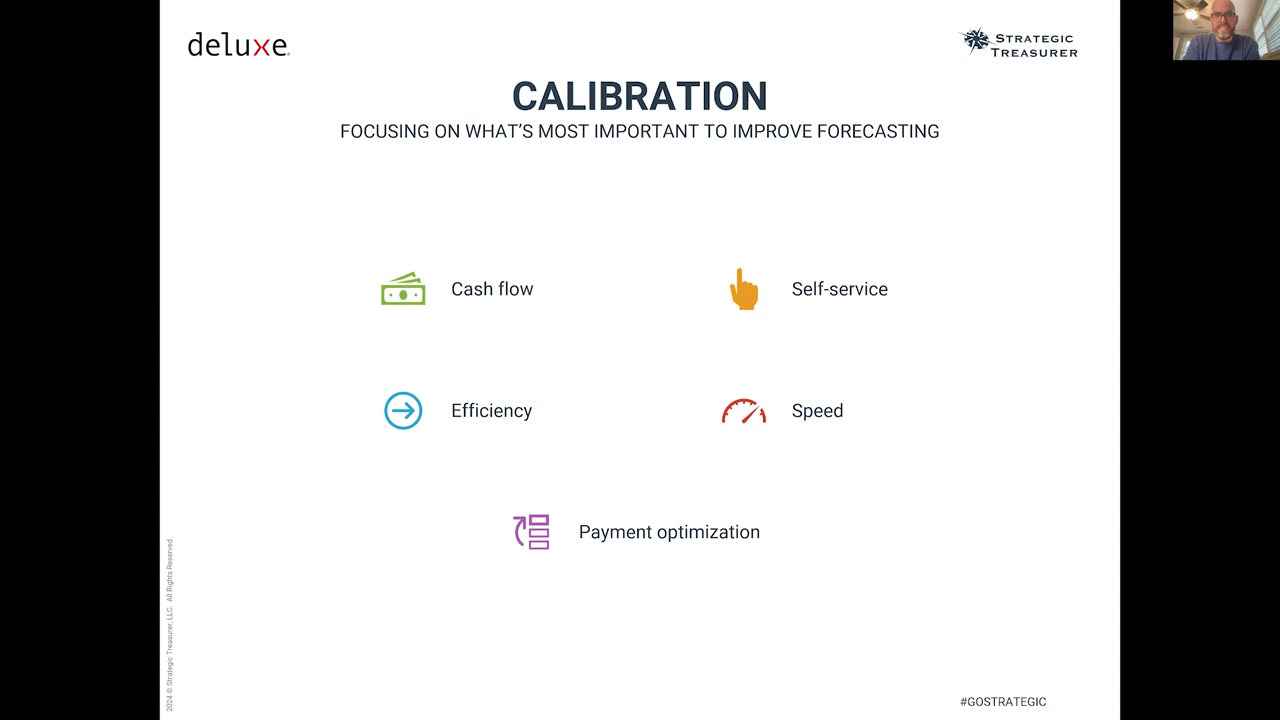 deluxe.
STRATEGIC
TREASURER
CALIBRATION
FOCUSING ON WHAT'S MOST IMPORTANT TO IMPROVE FORECASTING
Cash flow
Self-service
Efficiency
Speed
Payment optimization
2024 © Strategic Treasurer, LLC. All Rights Reserved.
#GOSTRATEGIC